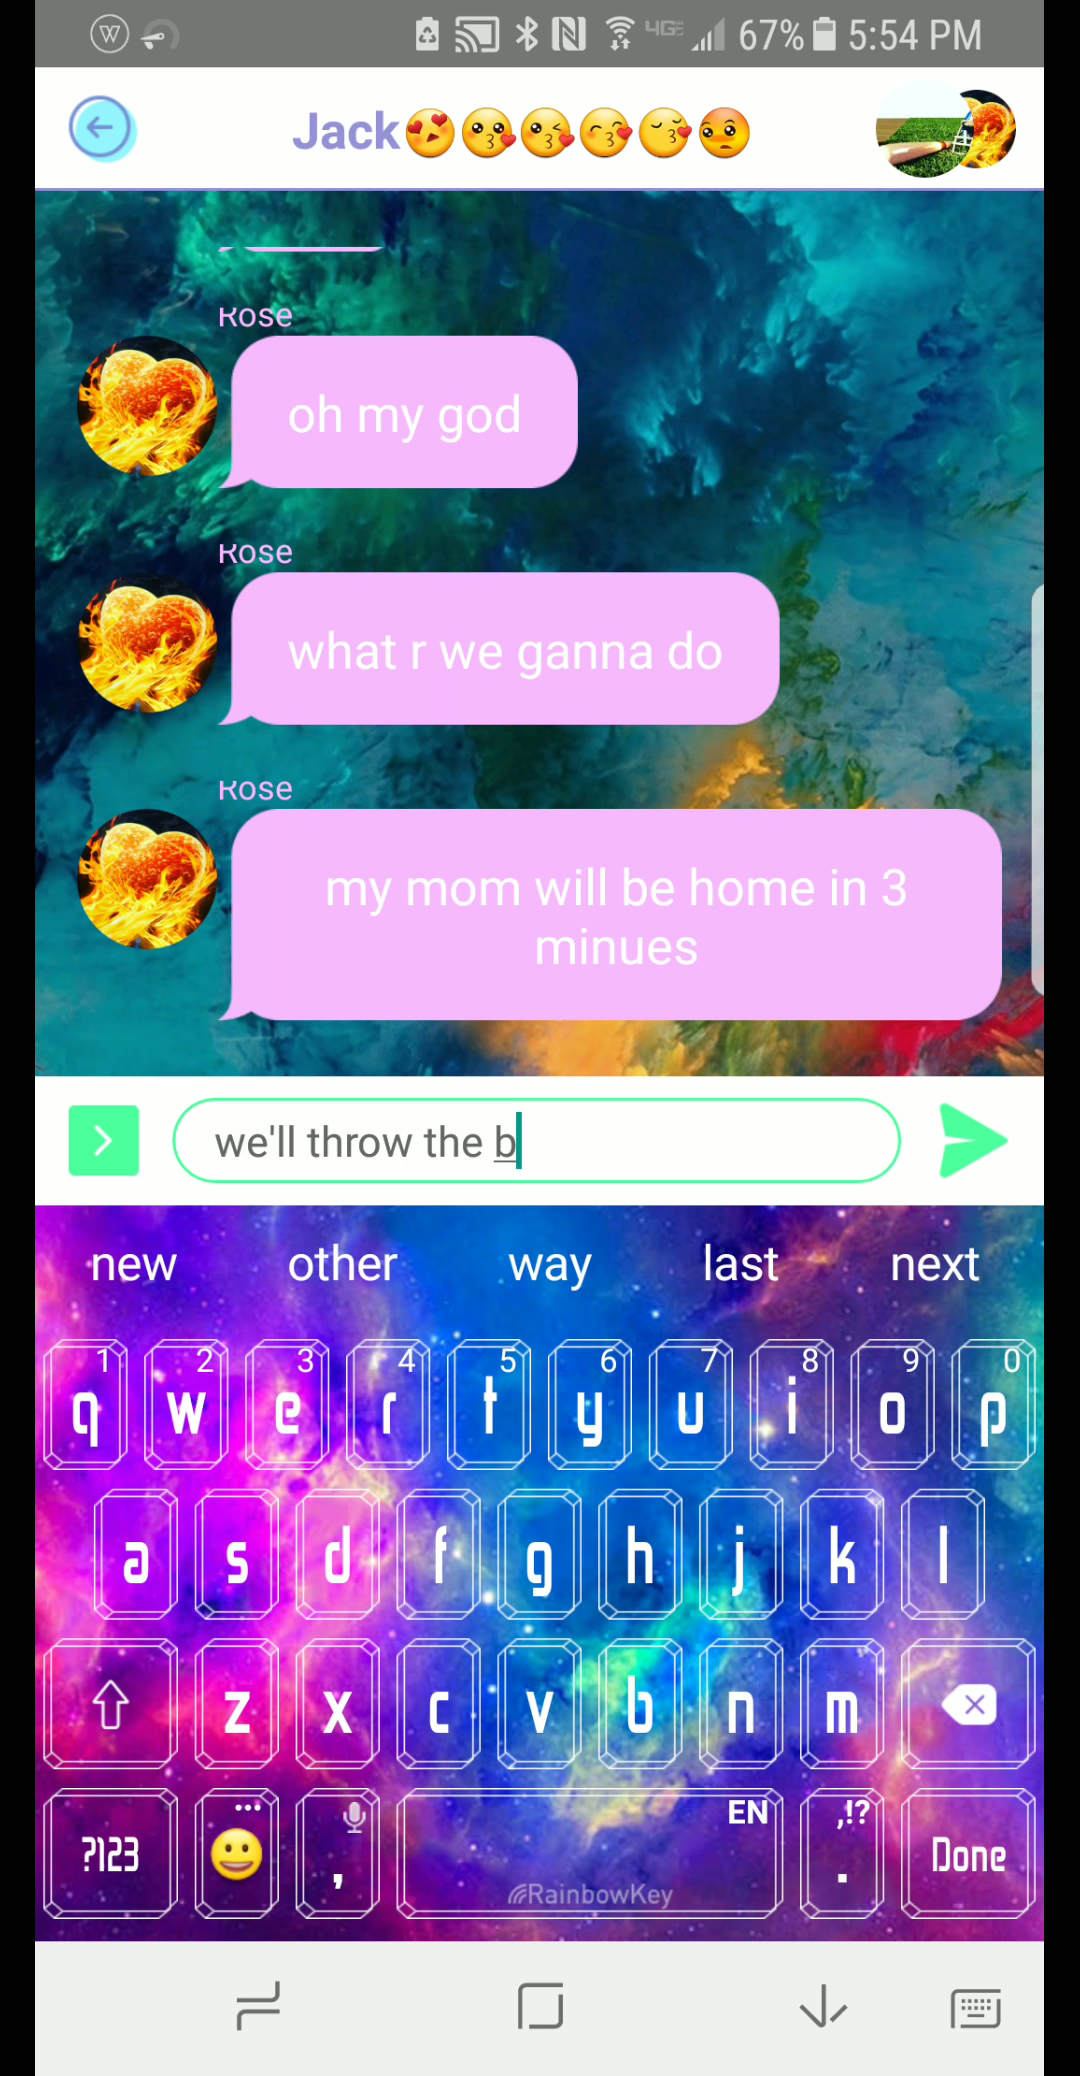 67% 5:54 PM
Jack😍🥺😘😙😚🥺
Rose
oh my god
Rose
what r we ganna do
Rose
my mom will be home in 3
minues
we'll throw the b
new other way last next
1 2 3 4 5 6 7 8 9 0
q w e r t y u i o p
a s d f g h j k l
z x c v b n m
EN ,!?
?123 , . Done
RainbowKey